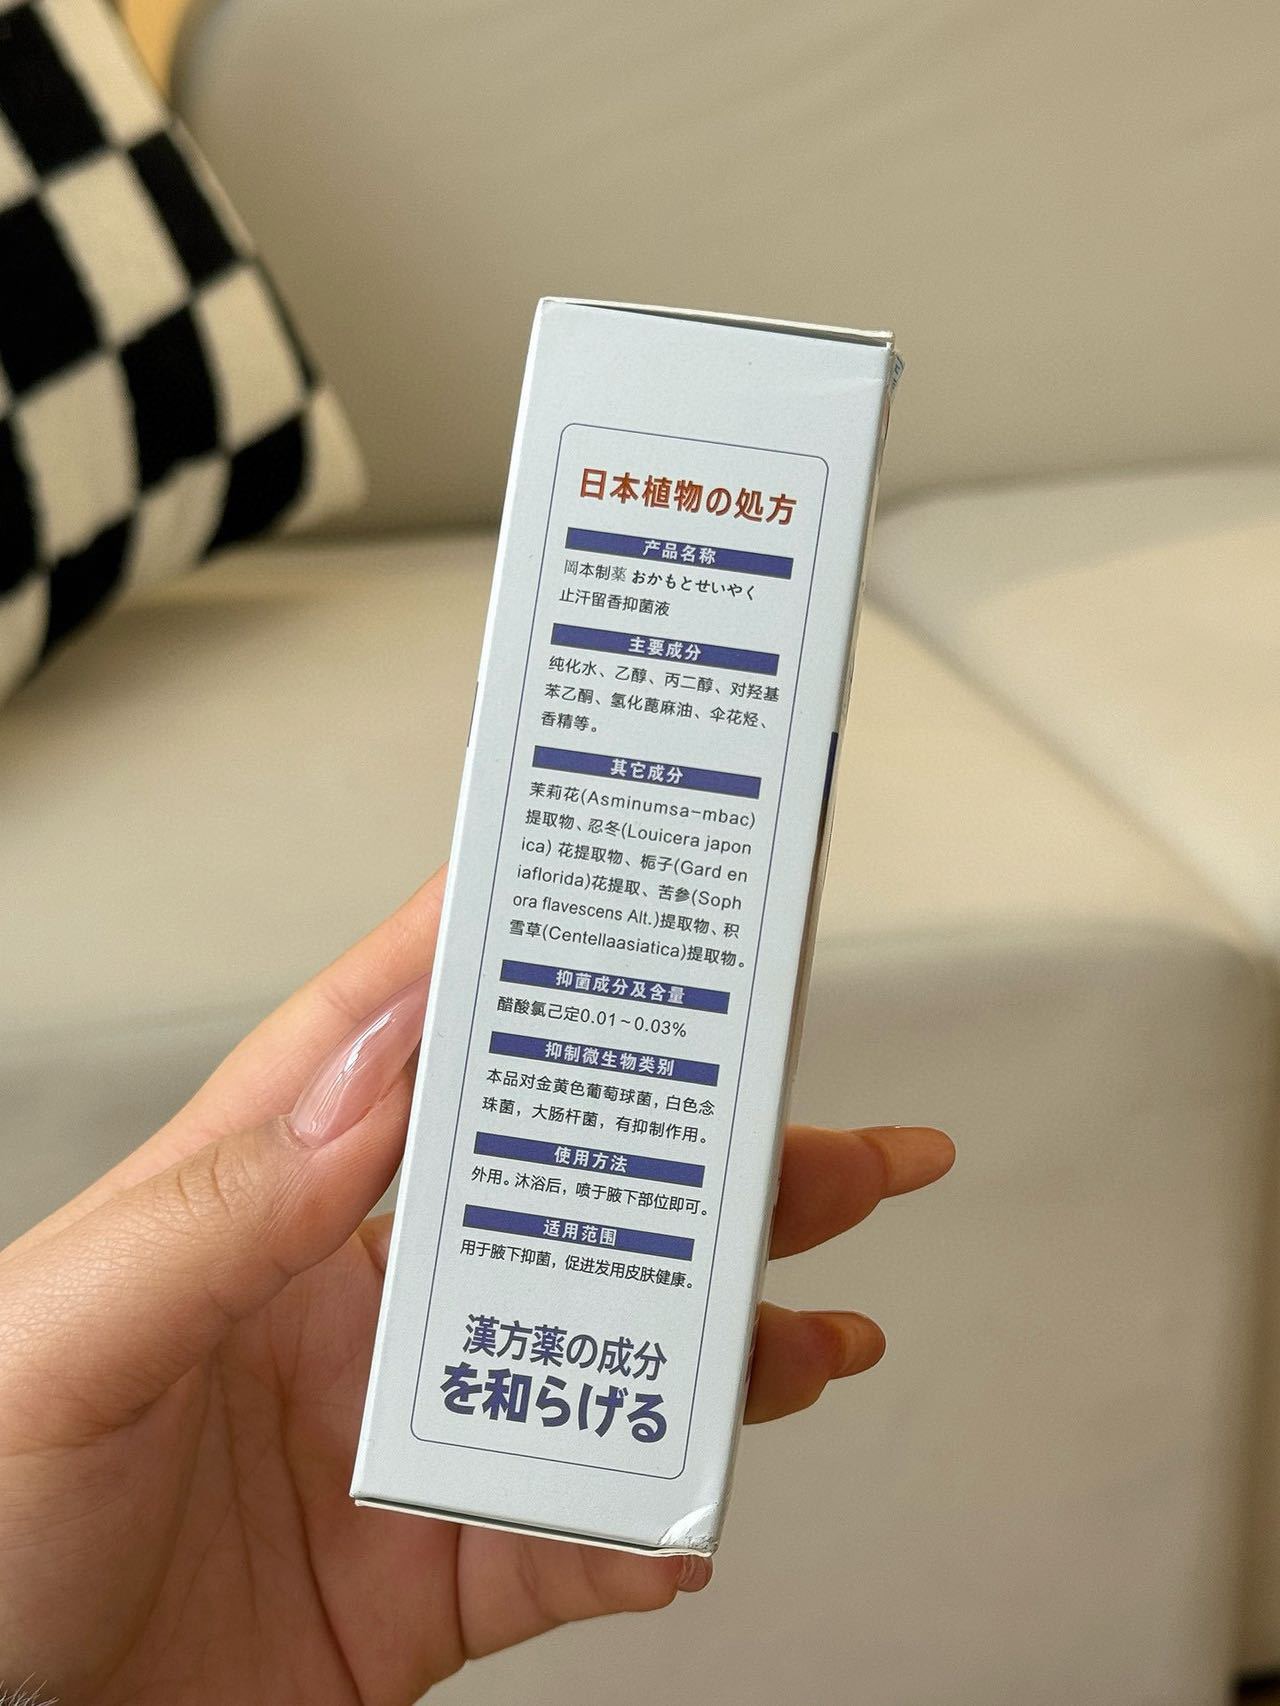 日本植物の処方
产品名称
岡本制薬 おかもとせいやく
止汗留香抑菌液
主要成分
纯化水、乙醇、丙二醇、对羟基
苯乙酮、氢化蓖麻油、伞花烃、
香精等。
其它成分
茉莉花(Asminumsa-mbac)
提取物、忍冬(Louicera japon
ica) 花提取物、栀子(Gard en
iaflorida)花提取、苦参(Soph
ora flavescens Alt.)提取物、积
雪草(Centellaasiatica)提取物。
抑菌成分及含量
醋酸氯己定0.01~0.03%
抑制微生物类别
本品对金黄色葡萄球菌，白色念
珠菌，大肠杆菌，有抑制作用。
使用方法
外用。沐浴后，喷于腋下部位即可。
适用范围
用于腋下抑菌，促进发用皮肤健康。
漢方薬の成分
を和らげる